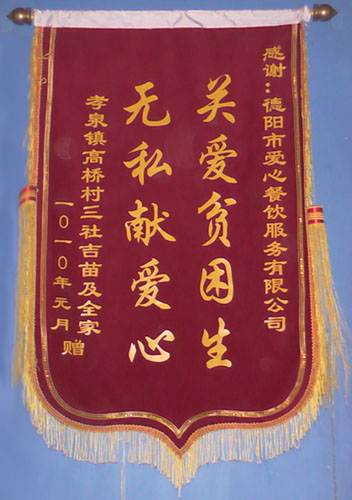 感谢：德阳市爱心餐饮服务有限公司
关爱贫困生
无私献爱心
孝泉镇高桥村三社吉苗及全家
二〇一〇年元月 赠